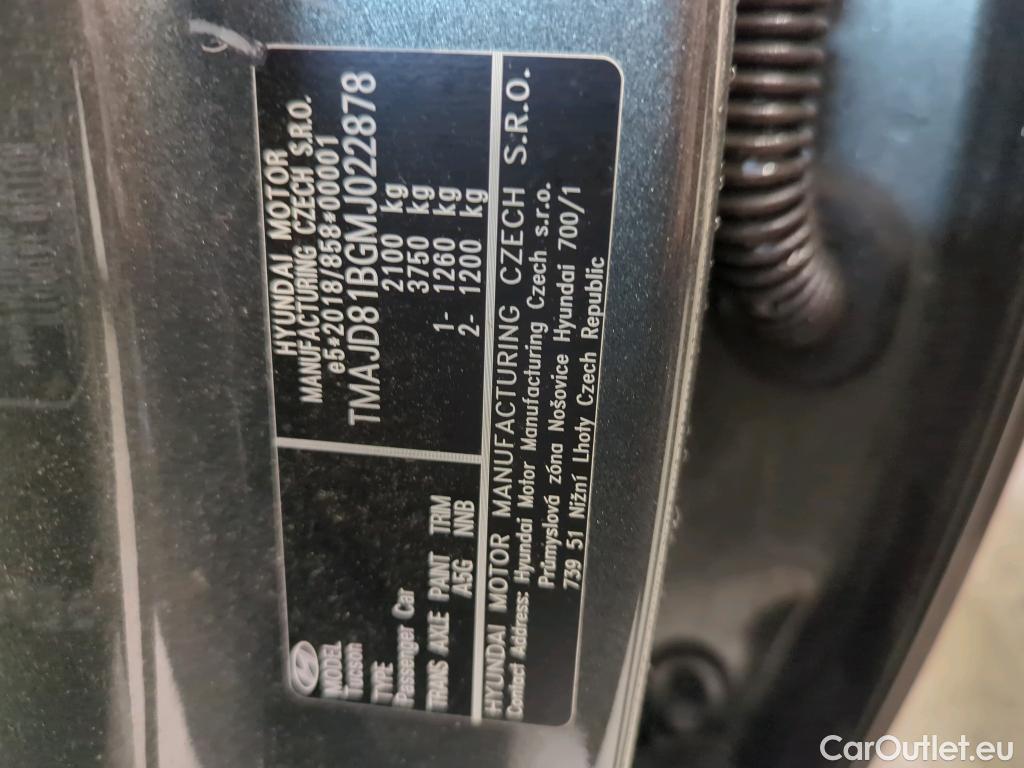 HYUNDAI MOTOR
MANUFACTURING CZECH S.R.O.
e5*2018/858*00001
TMAJD81BGMJ022878
2100 kg
3750 kg
1- 1260 kg
2- 1200 kg
MODEL
Tucson
TYPE
Passenger Car
TRANS AXLE PAINT TRIM
A5G NNB
HYUNDAI MOTOR MANUFACTURING CZECH S.R.O.
Contact Address: Hyundai Motor Manufacturing Czech s.r.o.
Průmyslová zóna Nošovice Hyundai 700/1
739 51 Nižní Lhoty Czech Republic
CarOutlet.eu